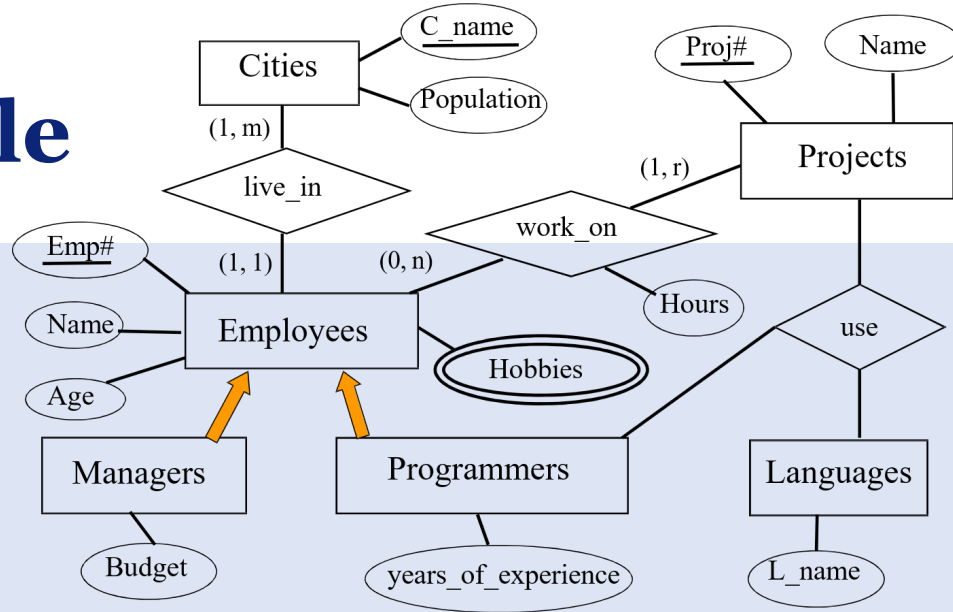 C_name
Proj#
Name
Cities
Population
le
(1, m)
Projects
(1, r)
live_in
work_on
Emp#
(1, 1)
(0, n)
Hours
Name
Employees
use
Hobbies
Age
Managers
Programmers
Languages
Budget
years_of_experience
L_name